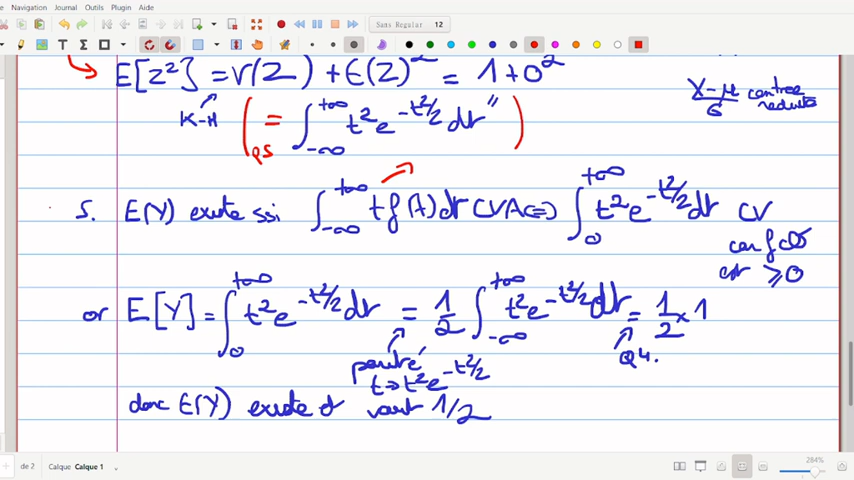 Navigation Journal Outils Plugin Aide
Sans Regular 12
E[Z²] = V(Z) + E(Z)² = 1 + 0²
X-μ/σ centrée réduite
K-H
( = ∫_{-∞}^{+∞} t² e^{-t²/2} dt" )
ps
5. E(Y) existe ssi ∫_{-∞}^{+∞} t f(t) dt CVA ⇔ ∫_0^{+∞} t² e^{-t²/2} dt CV
car f
est ≥ 0
or E[Y] = ∫_0^{+∞} t² e^{-t²/2} dt = 1/2 ∫_{-∞}^{+∞} t² e^{-t²/2} dt = 1/2 × 1
parité
t → t² e^{-t²/2}
Q4.
donc E(Y) existe et vaut 1/2
de 2 Calque Calque 1
284%